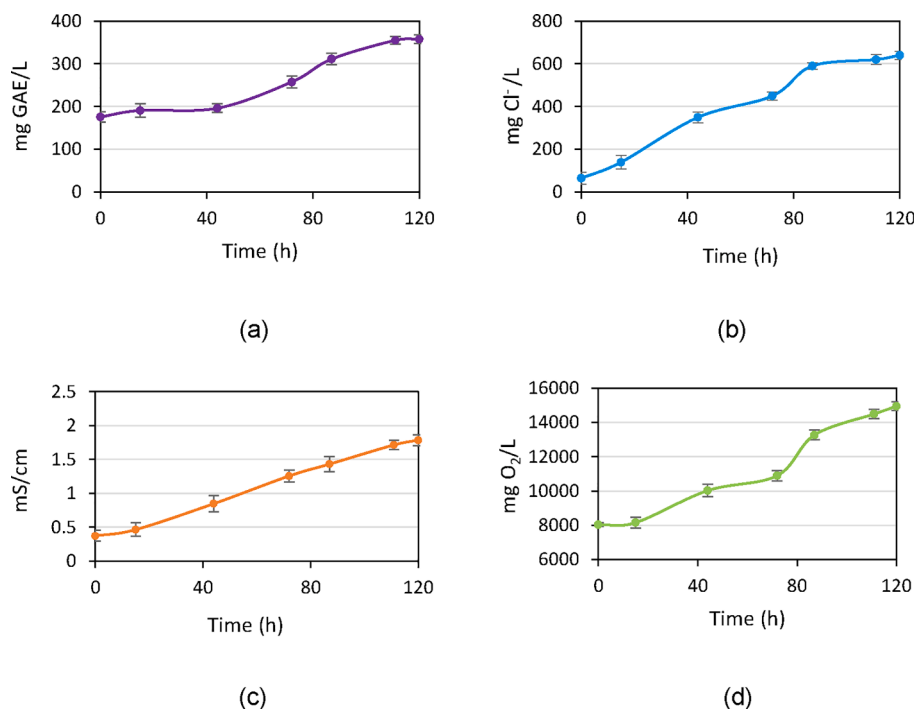 400
300
200
100
0
mg GAE/L
0 40 80 120
Time (h)
(a)
800
600
400
200
0
mg Cl⁻/L
0 40 80 120
Time (h)
(b)
2.5
2
1.5
1
0.5
0
mS/cm
0 40 80 120
Time (h)
(c)
16000
14000
12000
10000
8000
6000
mg O₂/L
0 40 80 120
Time (h)
(d)